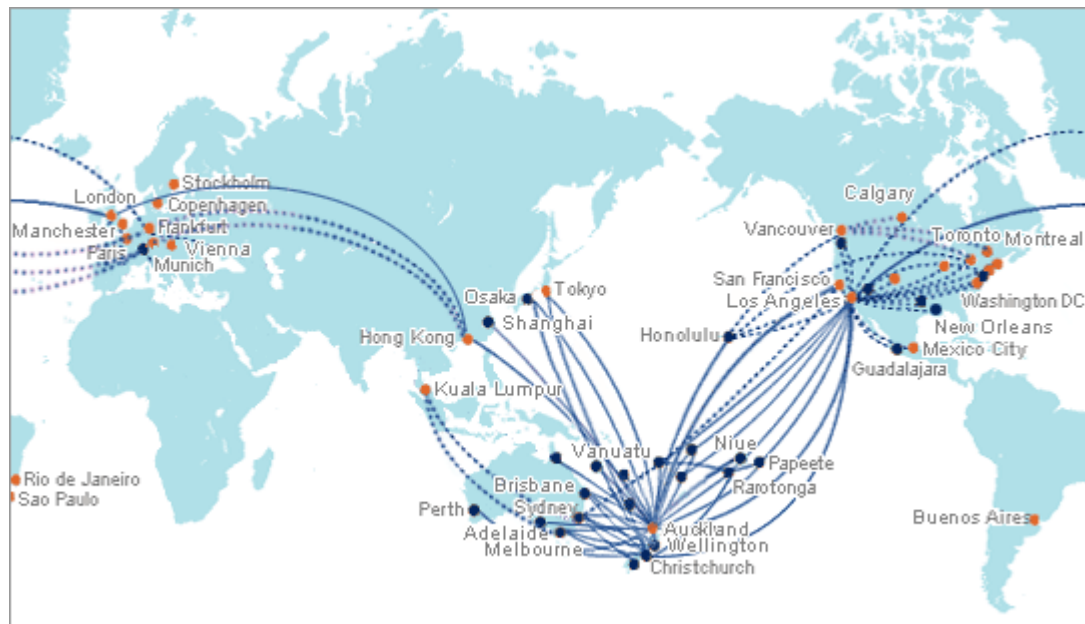 Stockholm
London
Copenhagen
Manchester
Frankfurt
Paris
Vienna
Munich
Calgary
Vancouver
Toronto
Montreal
San Francisco
Los Angeles
Washington DC
New Orleans
Mexico City
Guadalajara
Honolulu
Osaka
Tokyo
Shanghai
Hong Kong
Kuala Lumpur
Vanuatu
Niue
Papeete
Rarotonga
Brisbane
Perth
Sydney
Adelaide
Melbourne
Auckland
Wellington
Christchurch
Rio de Janeiro
Sao Paulo
Buenos Aires